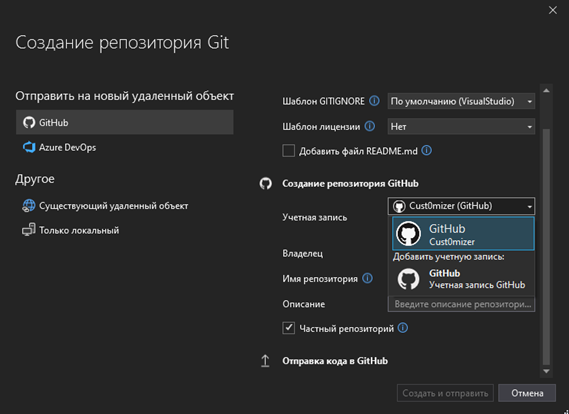 Создание репозитория Git
Отправить на новый удаленный объект
GitHub
Azure DevOps
Другое
Существующий удаленный объект
Только локальный
Шаблон GITIGNORE
По умолчанию (VisualStudio)
Шаблон лицензии
Нет
Добавить файл README.md
Создание репозитория GitHub
Учетная запись
Cust0mizer (GitHub)
GitHub
Cust0mizer
Добавить учетную запись:
GitHub
Учетная запись GitHub
Владелец
Имя репозитория
Описание
Введите описание репозитори...
Частный репозиторий
Отправка кода в GitHub
Создать и отправить
Отмена